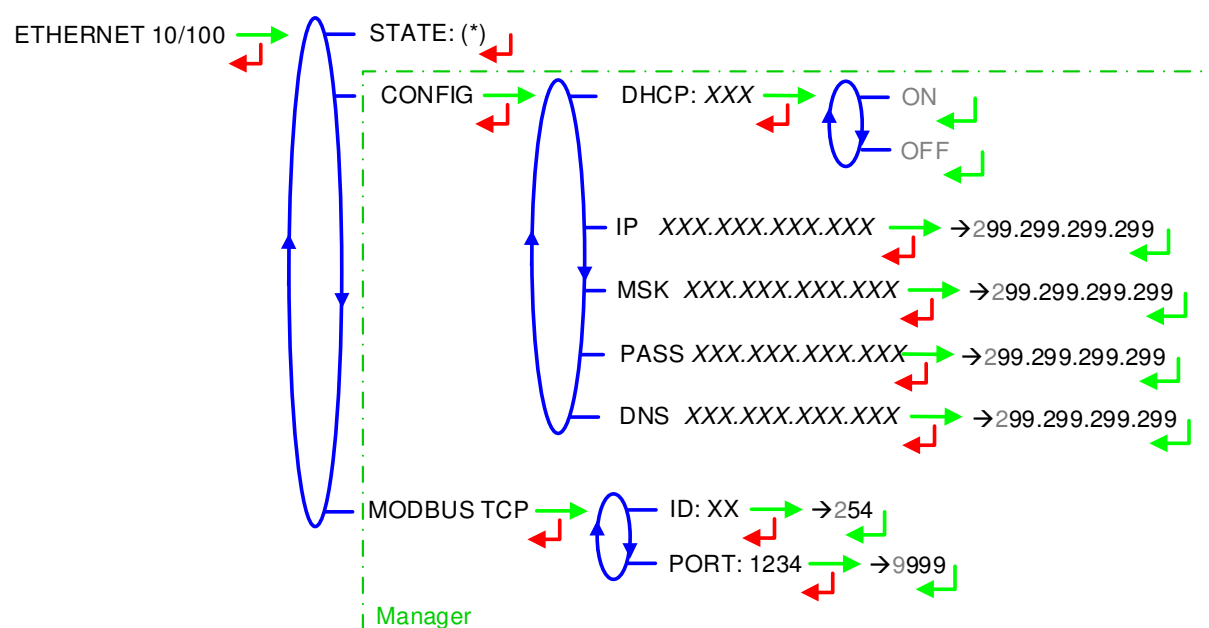 ETHERNET 10/100 STATE: (*)
CONFIG DHCP: XXX ON
OFF
IP XXX.XXX.XXX.XXX →299.299.299.299
MSK XXX.XXX.XXX.XXX →299.299.299.299
PASS XXX.XXX.XXX.XXX →299.299.299.299
DNS XXX.XXX.XXX.XXX →299.299.299.299
MODBUS TCP ID: XX →254
PORT: 1234 →9999
Manager